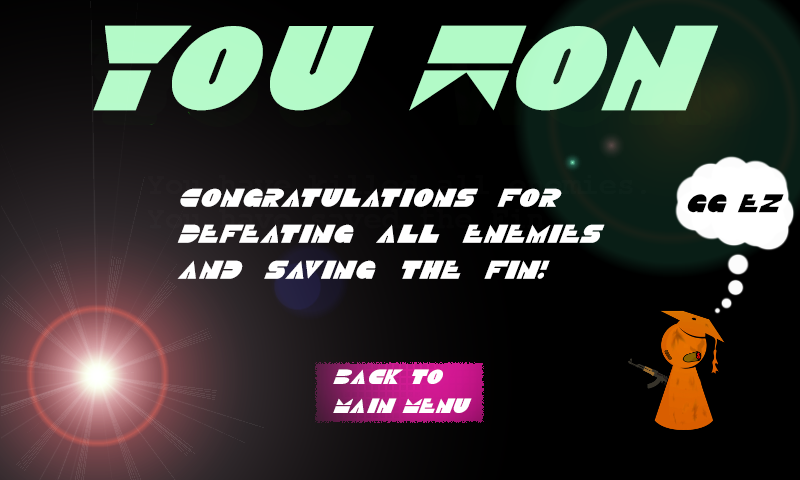 YOU WON
CONGRATULATIONS FOR
DEFEATING ALL ENEMIES
AND SAVING THE FIN!
GG EZ
BACK TO
MAIN MENU